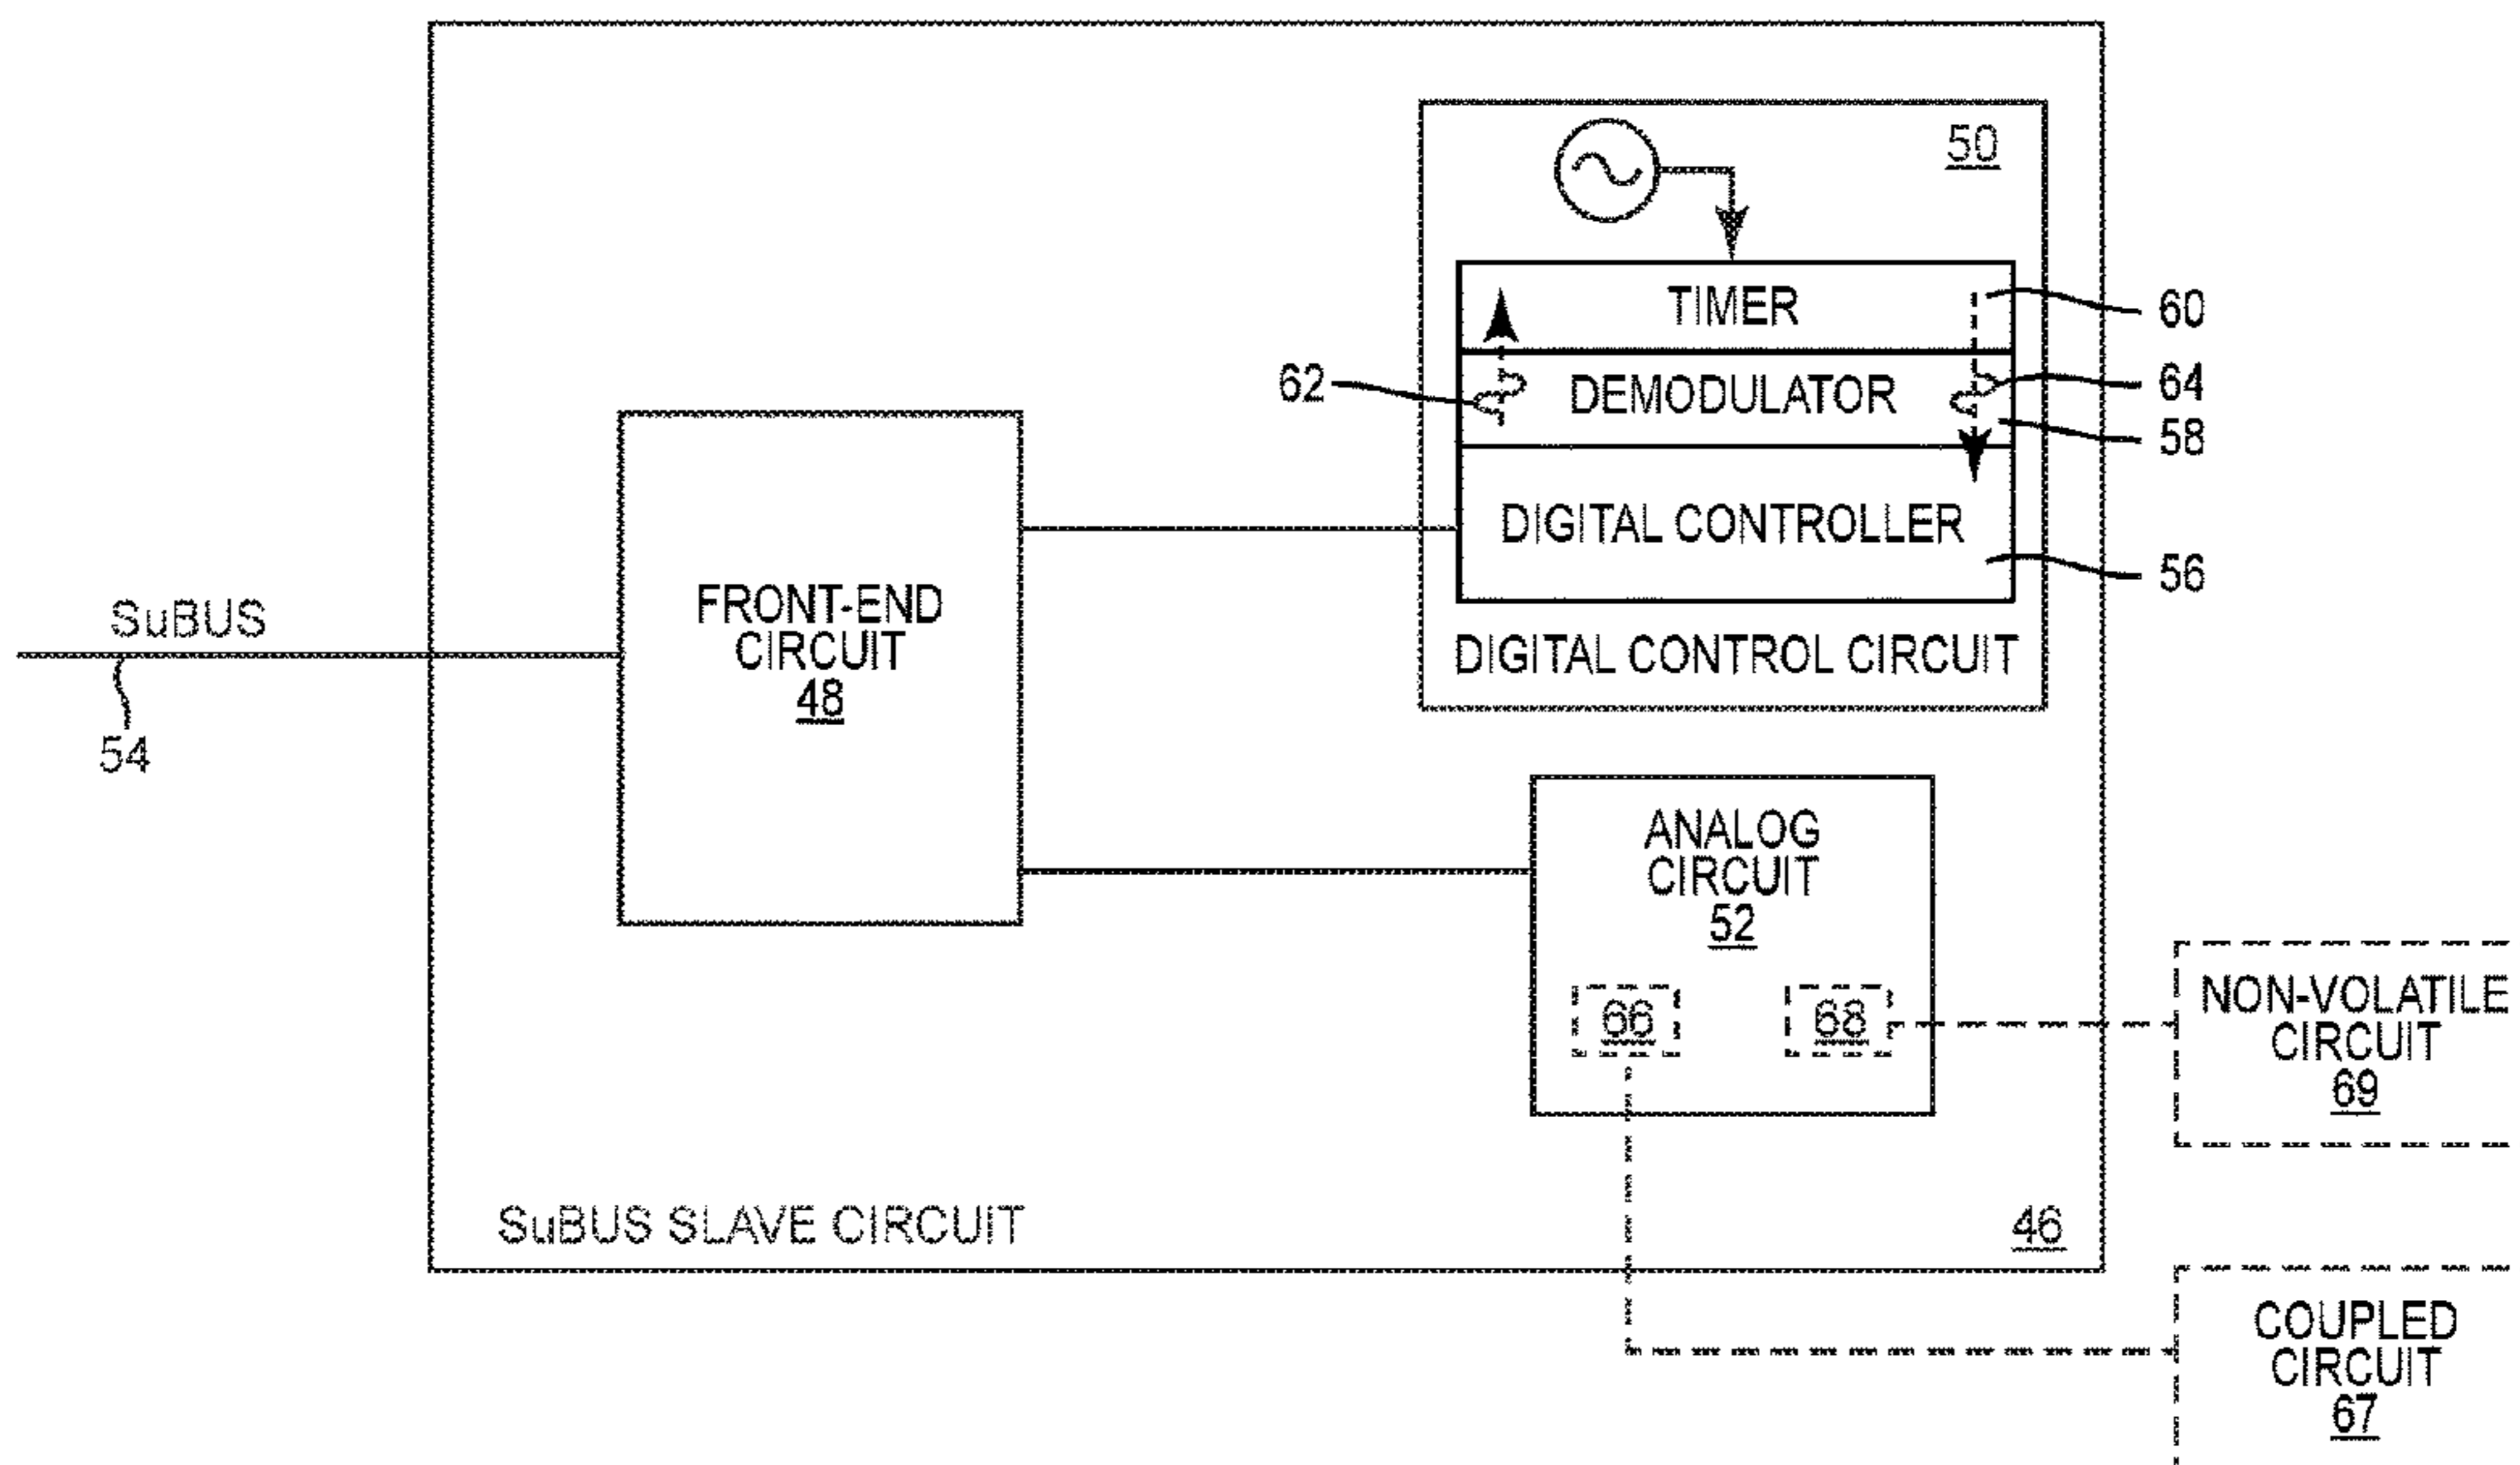 50
TIMER
60
62
DEMODULATOR
64
58
DIGITAL CONTROLLER
56
DIGITAL CONTROL CIRCUIT
FRONT-END
CIRCUIT
48
SuBUS
54
ANALOG
CIRCUIT
52
66
68
NON-VOLATILE
CIRCUIT
69
SuBUS SLAVE CIRCUIT
46
COUPLED
CIRCUIT
67